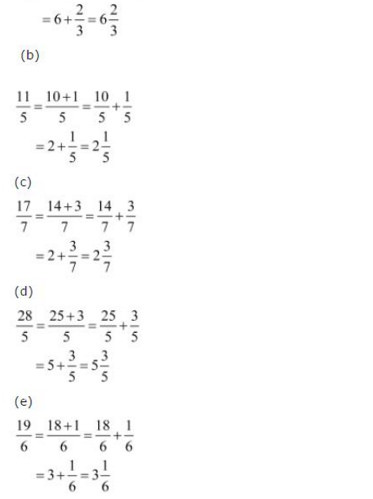 = 6 + 2/3 = 6 2/3
(b)
11/5 = 10+1/5 = 10/5 + 1/5
= 2 + 1/5 = 2 1/5
(c)
17/7 = 14+3/7 = 14/7 + 3/7
= 2 + 3/7 = 2 3/7
(d)
28/5 = 25+3/5 = 25/5 + 3/5
= 5 + 3/5 = 5 3/5
(e)
19/6 = 18+1/6 = 18/6 + 1/6
= 3 + 1/6 = 3 1/6